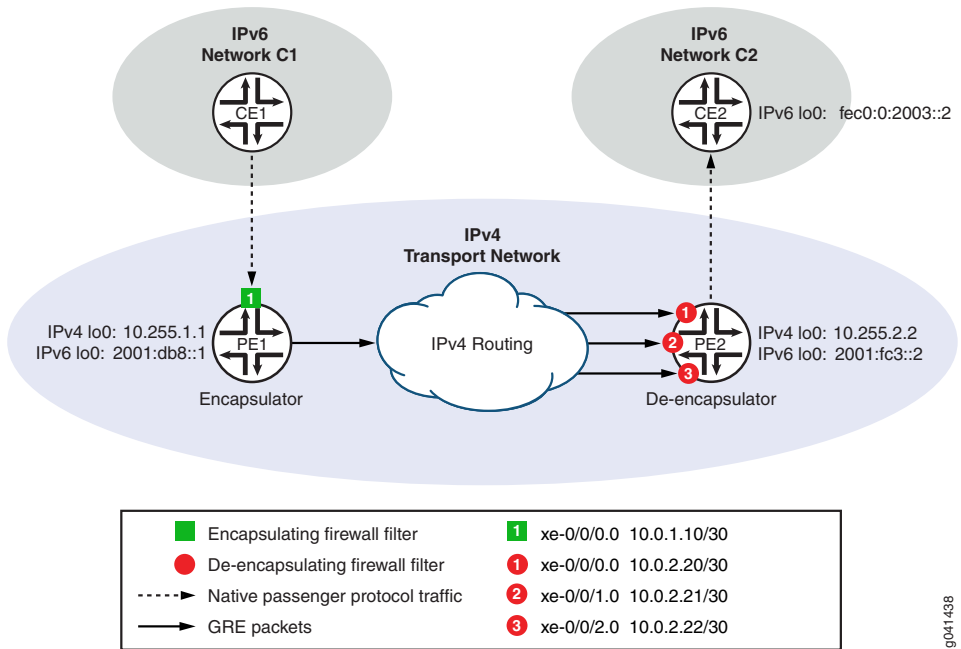 IPv6
Network C1
IPv6
Network C2
CE1
CE2
IPv6 lo0: fec0:0:2003::2
IPv4
Transport Network
1
IPv4 lo0: 10.255.1.1
IPv6 lo0: 2001:db8::1
PE1
IPv4 Routing
1
2
3
PE2
IPv4 lo0: 10.255.2.2
IPv6 lo0: 2001:fc3::2
Encapsulator
De-encapsulator
Encapsulating firewall filter
De-encapsulating firewall filter
Native passenger protocol traffic
GRE packets
1 xe-0/0/0.0 10.0.1.10/30
1 xe-0/0/0.0 10.0.2.20/30
2 xe-0/0/1.0 10.0.2.21/30
3 xe-0/0/2.0 10.0.2.22/30
g041438